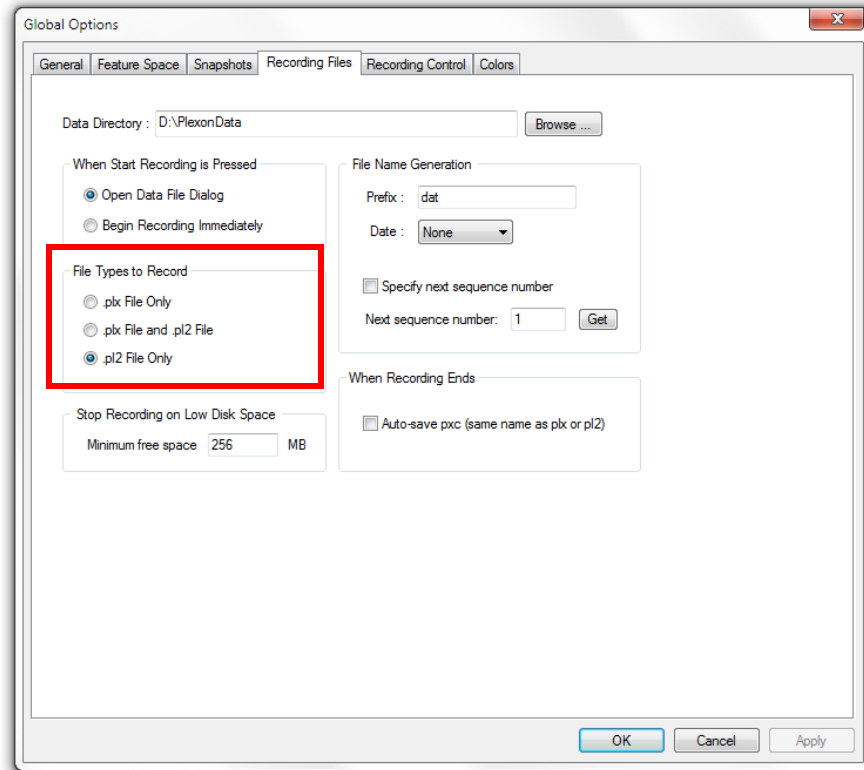 Global Options
General Feature Space Snapshots Recording Files Recording Control Colors
Data Directory : D:\PlexonData Browse ...
When Start Recording is Pressed
Open Data File Dialog
Begin Recording Immediately
File Types to Record
.plx File Only
.plx File and .pl2 File
.pl2 File Only
Stop Recording on Low Disk Space
Minimum free space 256 MB
File Name Generation
Prefix : dat
Date : None
Specify next sequence number
Next sequence number: 1 Get
When Recording Ends
Auto-save pxc (same name as plx or pl2)
OK Cancel Apply